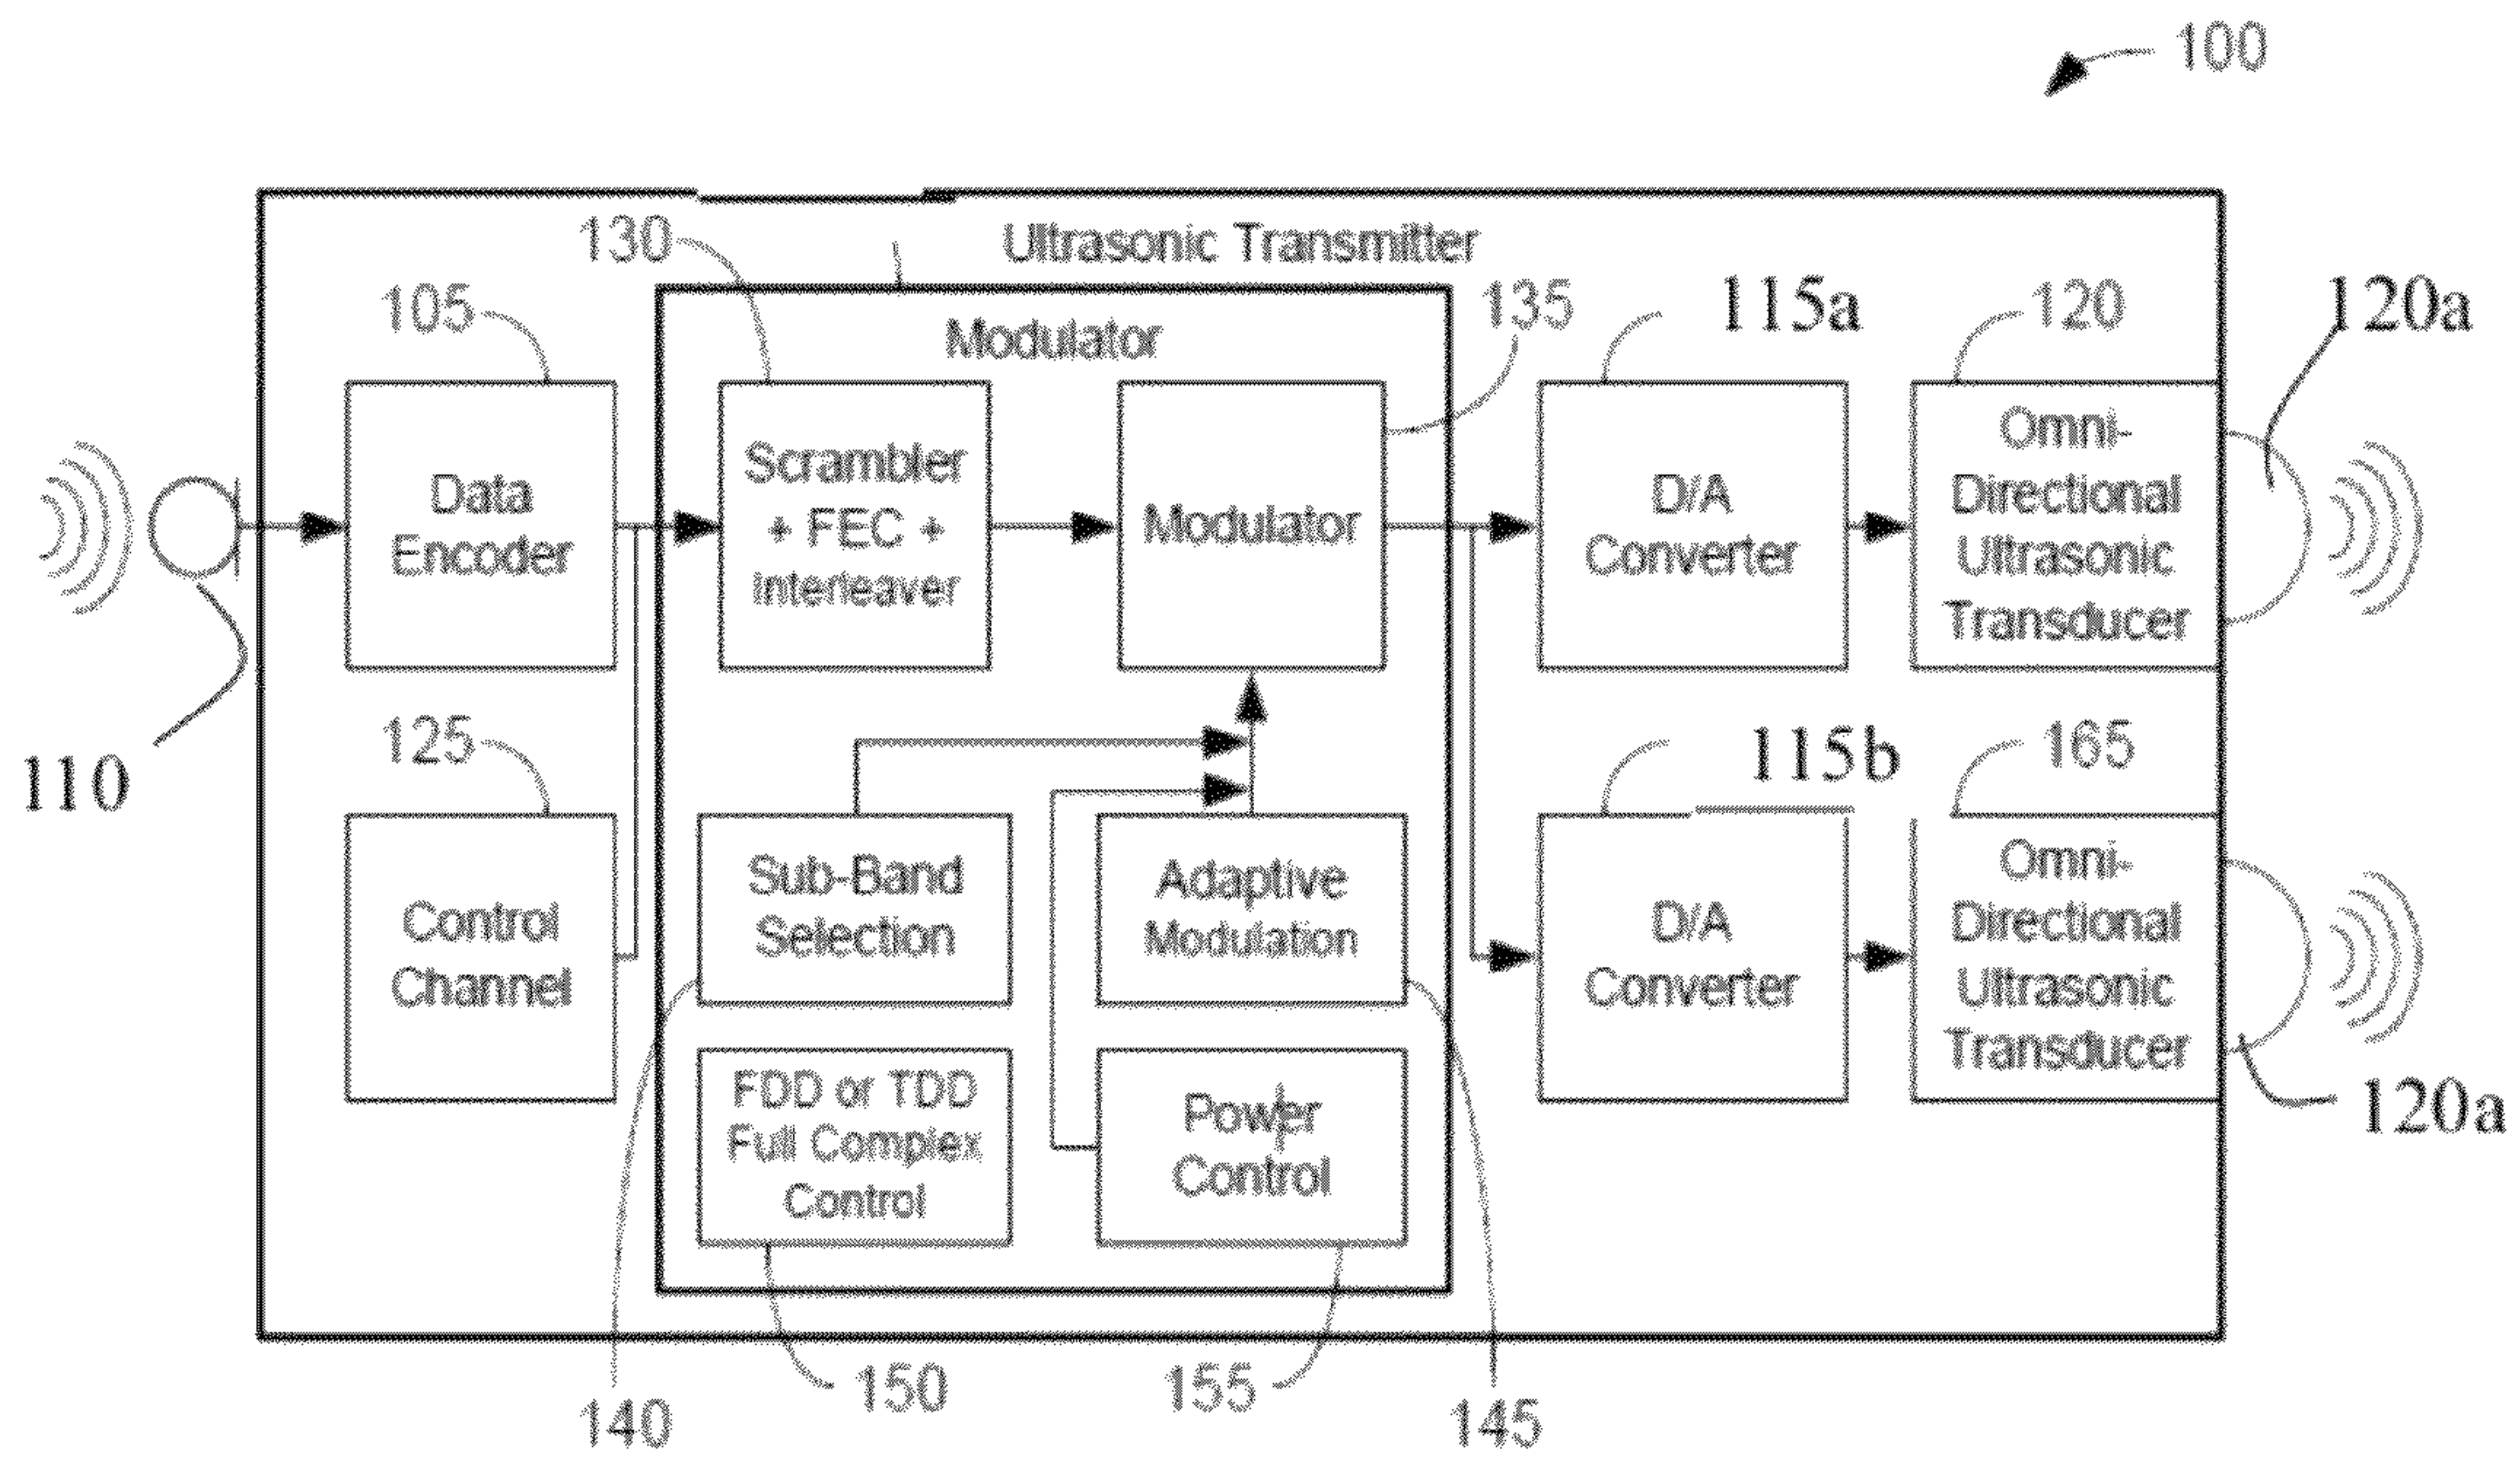 100
Ultrasonic Transmitter
130
105
Modulator
135
115a
120
120a
Data
Encoder
Scrambler
+ FEC +
Interleaver
Modulator
D/A
Converter
Omni-
Directional
Ultrasonic
Transducer
110
125
115b
165
Control
Channel
Sub-Band
Selection
Adaptive
Modulation
D/A
Converter
Omni-
Directional
Ultrasonic
Transducer
FDD or TDD
Full Complex
Control
Power
Control
120a
140
150
155
145